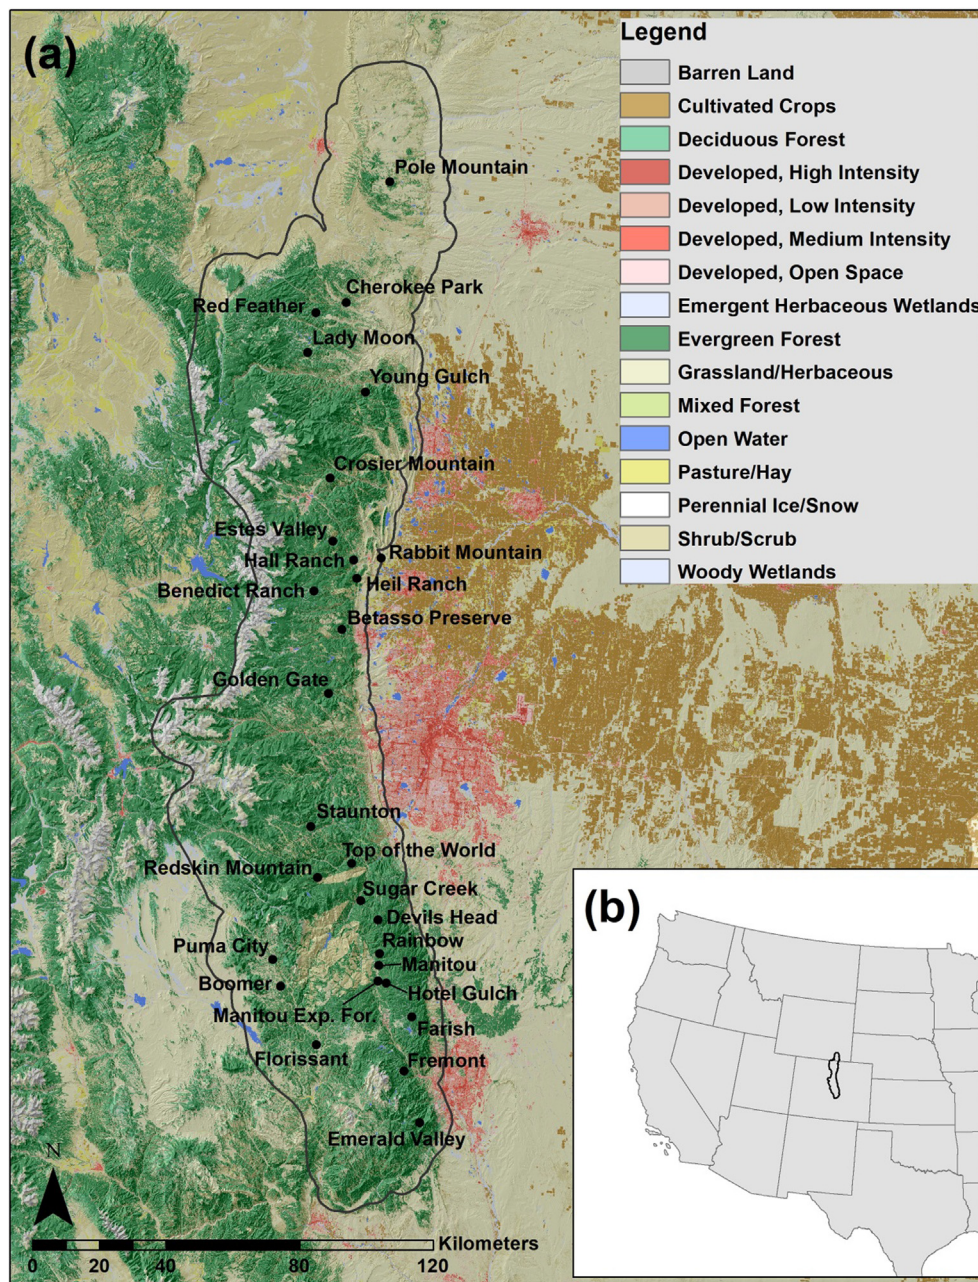 (a)
Legend
Barren Land
Cultivated Crops
Deciduous Forest
Developed, High Intensity
Developed, Low Intensity
Developed, Medium Intensity
Developed, Open Space
Emergent Herbaceous Wetlands
Evergreen Forest
Grassland/Herbaceous
Mixed Forest
Open Water
Pasture/Hay
Perennial Ice/Snow
Shrub/Scrub
Woody Wetlands
Pole Mountain
Cherokee Park
Red Feather
Lady Moon
Young Gulch
Crosier Mountain
Estes Valley
Hall Ranch
Rabbit Mountain
Heil Ranch
Benedict Ranch
Betasso Preserve
Golden Gate
Staunton
Top of the World
Redskin Mountain
Sugar Creek
Devils Head
Rainbow
Puma City
Manitou
Boomer
Hotel Gulch
Manitou Exp. For.
Farish
Florissant
Fremont
Emerald Valley
N
Kilometers
0 20 40 80 120
(b)